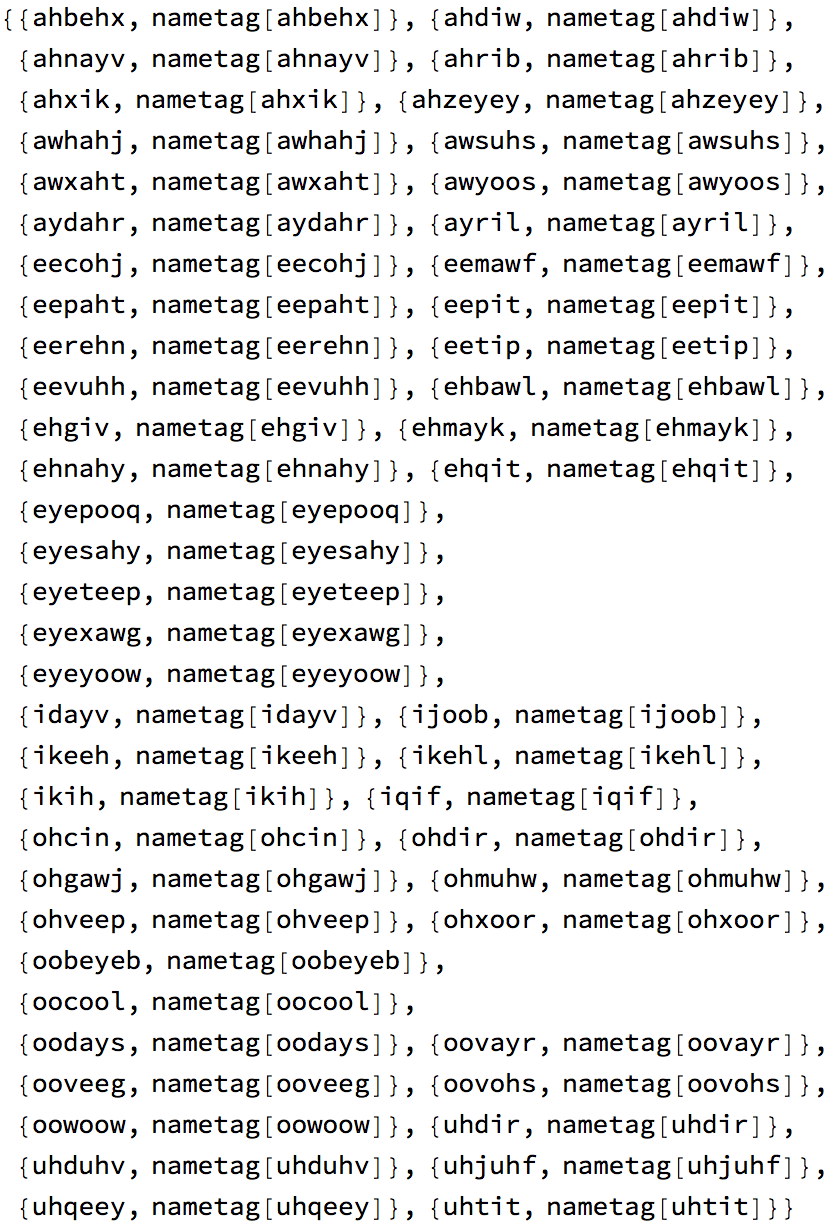 {{ahbehx, nametag[ahbehx]}, {ahdiw, nametag[ahdiw]},
{ahnayv, nametag[ahnayv]}, {ahrib, nametag[ahrib]},
{ahxik, nametag[ahxik]}, {ahzeyey, nametag[ahzeyey]},
{awhahj, nametag[awhahj]}, {awsuhs, nametag[awsuhs]},
{awxaht, nametag[awxaht]}, {awyoos, nametag[awyoos]},
{aydahr, nametag[aydahr]}, {ayril, nametag[ayril]},
{eecohj, nametag[eecohj]}, {eemawf, nametag[eemawf]},
{eepaht, nametag[eepaht]}, {eepit, nametag[eepit]},
{eerehn, nametag[eerehn]}, {eetip, nametag[eetip]},
{eevuhh, nametag[eevuhh]}, {ehbawl, nametag[ehbawl]},
{ehgiv, nametag[ehgiv]}, {ehmayk, nametag[ehmayk]},
{ehnahy, nametag[ehnahy]}, {ehqit, nametag[ehqit]},
{eyepooq, nametag[eyepooq]},
{eyesahy, nametag[eyesahy]},
{eyeteep, nametag[eyeteep]},
{eyexawg, nametag[eyexawg]},
{eyeyoow, nametag[eyeyoow]},
{idayv, nametag[idayv]}, {ijoob, nametag[ijoob]},
{ikeeh, nametag[ikeeh]}, {ikehl, nametag[ikehl]},
{ikih, nametag[ikih]}, {iqif, nametag[iqif]},
{ohcin, nametag[ohcin]}, {ohdir, nametag[ohdir]},
{ohgawj, nametag[ohgawj]}, {ohmuhw, nametag[ohmuhw]},
{ohveep, nametag[ohveep]}, {ohxoor, nametag[ohxoor]},
{oobeyeb, nametag[oobeyeb]},
{oocool, nametag[oocool]},
{oodays, nametag[oodays]}, {oovayr, nametag[oovayr]},
{ooveeg, nametag[ooveeg]}, {oovohs, nametag[oovohs]},
{oowoow, nametag[oowoow]}, {uhdir, nametag[uhdir]},
{uhduhv, nametag[uhduhv]}, {uhjuhf, nametag[uhjuhf]},
{uhqeey, nametag[uhqeey]}, {uhtit, nametag[uhtit]}}